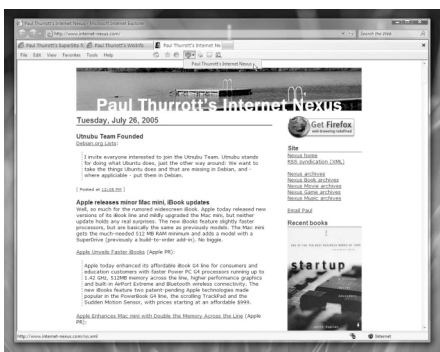 Paul Thurrott's Internet Nexus - Microsoft Internet Explorer
http://www.internet-nexus.com/
Search the Web
Paul Thurrott's SuperSite f
Paul Thurrott's WebInfo
Paul Thurrott's Internet Ne
File Edit View Favorites Tools Help
Paul Thurrott's Internet Nexus
Paul Thurrott's Internet Nexus
Tuesday, July 26, 2005
Utnubu Team Founded
Debian.org Lists:
I invite everyone interested to join the Utnubu Team. Utnubu stands
for doing what Ubuntu does, just the other way around: We want to
take the things Ubuntu does and that are missing in Debian, and -
where applicable - put them in Debian.
[ Posted at 12:08 PM ]
Apple releases minor Mac mini, iBook updates
Well, so much for the rumored widescreen iBook. Apple today released new
versions of its iBook line and mildly upgraded the Mac mini, but neither
update holds any real surprises. The new iBooks feature slightly faster
processors, but are basically the same as previously models. The Mac mini
gets the much-needed 512 MB RAM minimum and adds a model with a
SuperDrive (previously a build-to-order add-in). No biggie.
Apple Unveils Faster iBooks (Apple PR):
Apple today enhanced its affordable iBook G4 line for consumers and
education customers with faster Power PC G4 processors running up to
1.42 GHz, 512MB memory across the line, higher performance graphics
and built-in AirPort Extreme and Bluetooth wireless connectivity. The
new iBooks feature two patent-pending Apple technologies made
popular in the PowerBook G4 line, the scrolling TrackPad and the
Sudden Motion Sensor, with prices starting at an affordable $999.
Apple Enhances Mac mini with Double the Memory Across the Line (Apple
PR):
Get Firefox
web browsing redefined
Site
Nexus home
RSS syndication (XML)
Nexus archives
Nexus Book archives
Nexus Movie archives
Nexus Game archives
Nexus Music archives
Email Paul
Recent books
startup
http://www.internet-nexus.com/rss.xml
Internet